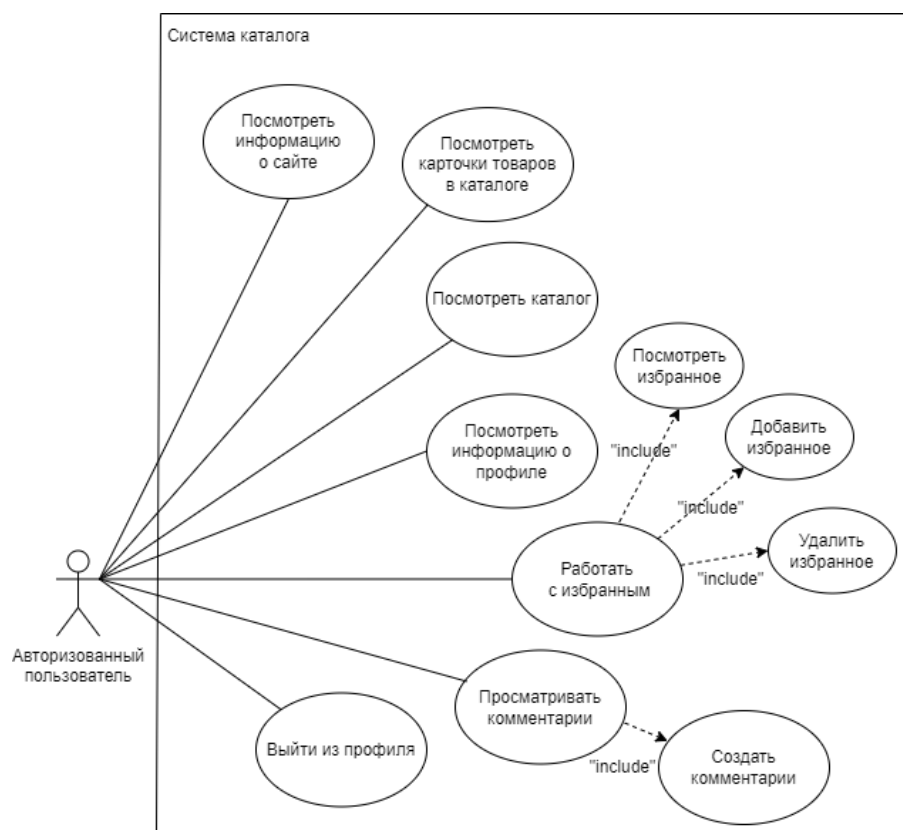 Система каталога
Посмотреть
информацию
о сайте
Посмотреть
карточки товаров
в каталоге
Посмотреть каталог
Посмотреть
избранное
Посмотреть
информацию о
профиле
"include"
Добавить
избранное
"include"
Удалить
избранное
"include"
Работать
с избранным
Авторизованный
пользователь
Просматривать
комментарии
Выйти из профиля
"include"
Создать
комментарии